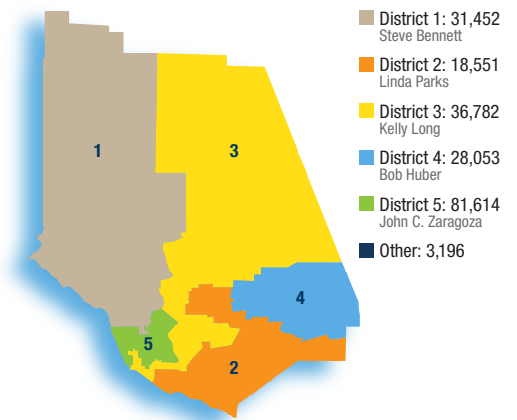 District 1: 31,452
Steve Bennett
District 2: 18,551
Linda Parks
District 3: 36,782
Kelly Long
District 4: 28,053
Bob Huber
District 5: 81,614
John C. Zaragoza
Other: 3,196
1
3
4
5
2